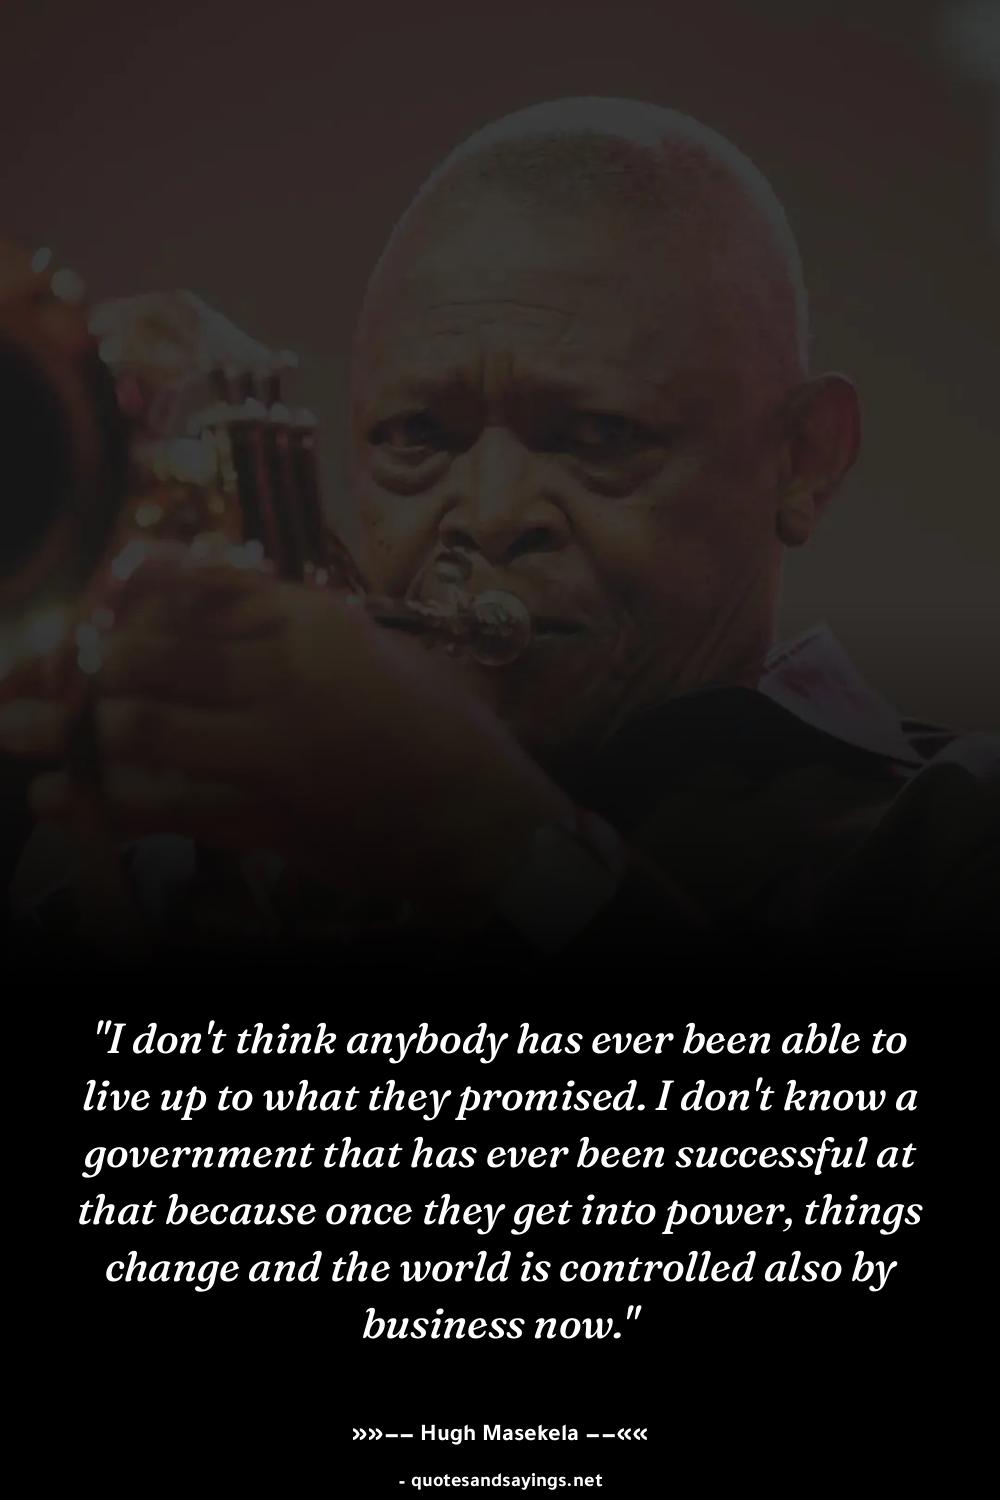 "I don't think anybody has ever been able to
live up to what they promised. I don't know a
government that has ever been successful at
that because once they get into power, things
change and the world is controlled also by
business now."
»»−− Hugh Masekela −−««
- quotesandsayings.net